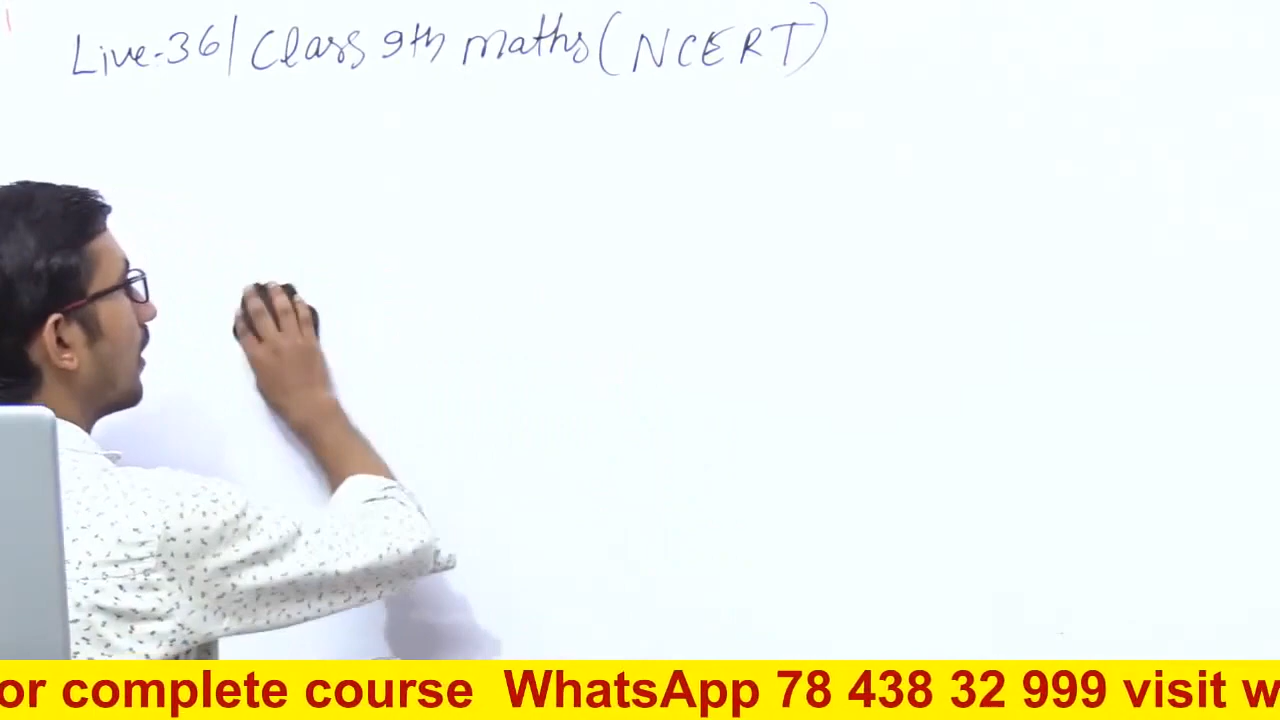 Live-36 | Class 9th maths (NCERT)
or complete course WhatsApp 78 438 32 999 visit w